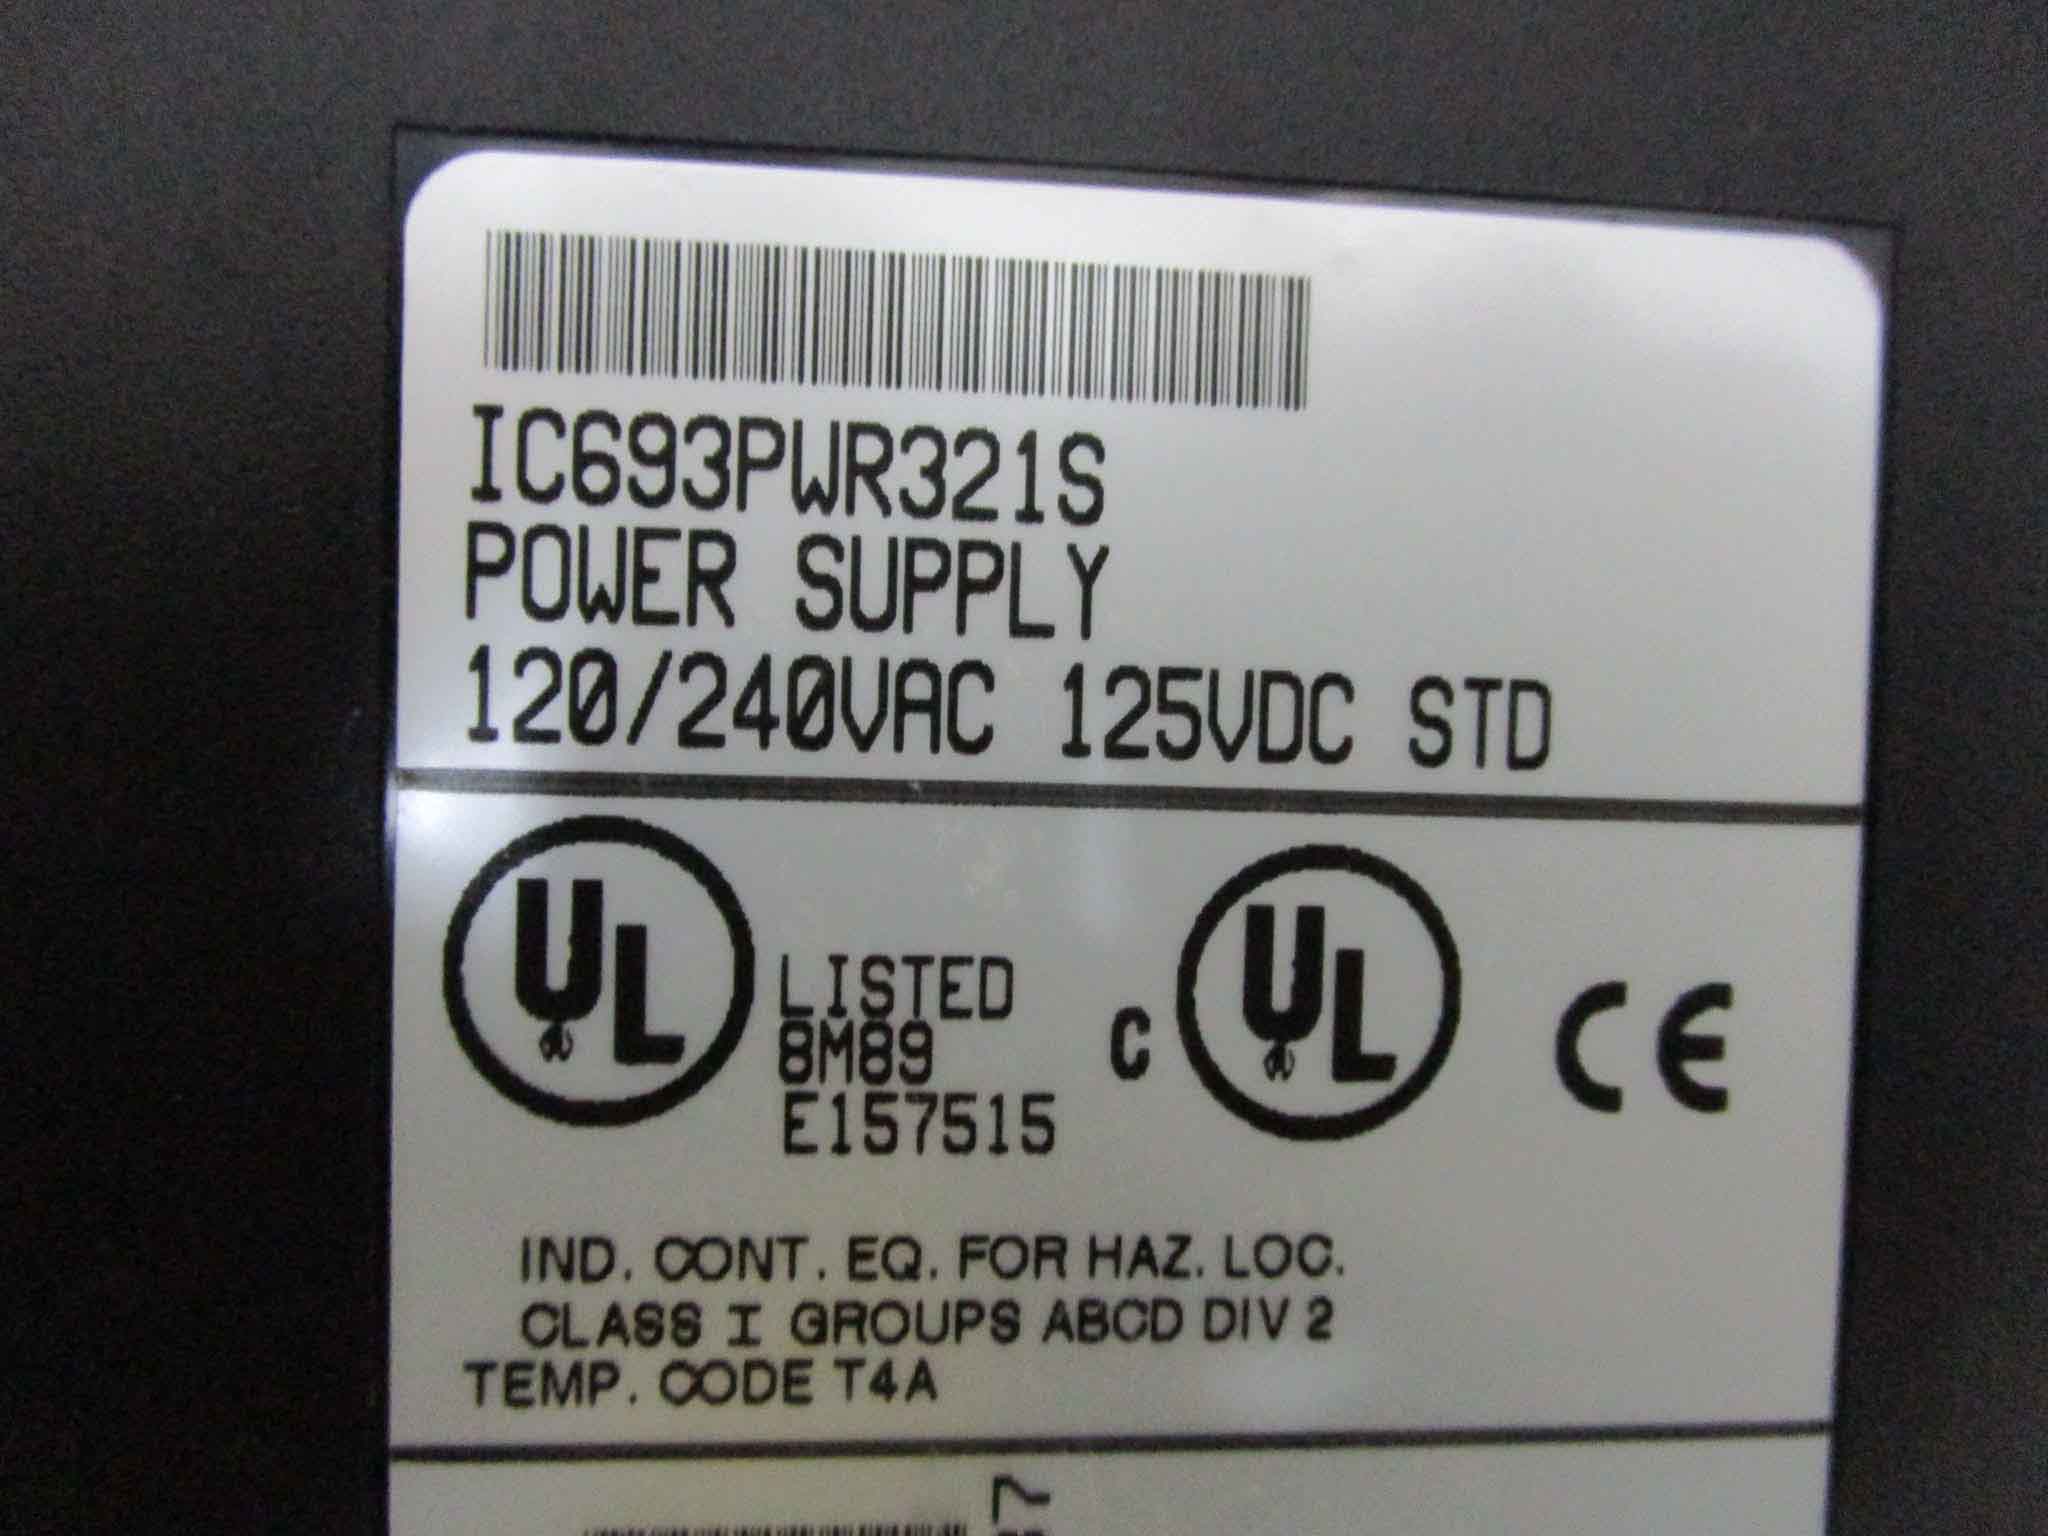 IC693PWR321S
POWER SUPPLY
120/240VAC 125VDC STD
UL
LISTED
8M89
E157515
C UL
CE
IND. CONT. EQ. FOR HAZ. LOC.
CLASS I GROUPS ABCD DIV 2
TEMP. CODE T4A